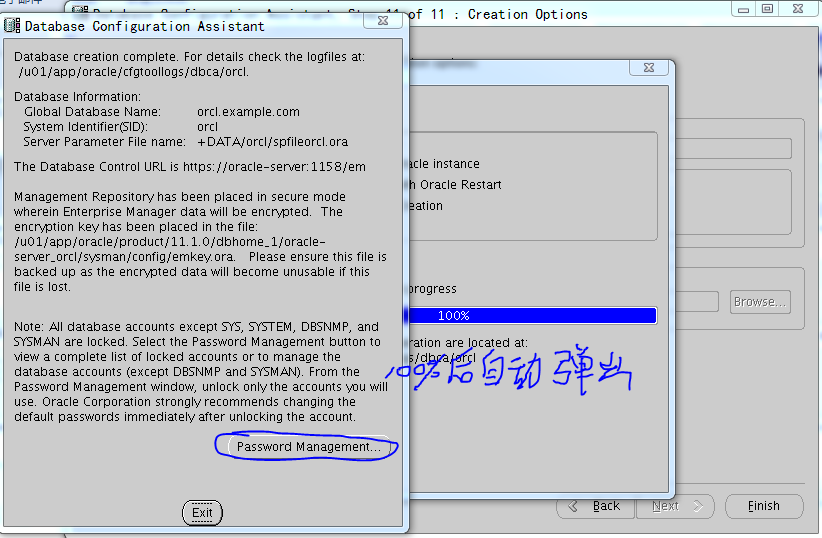 Database Configuration Assistant
Database creation complete. For details check the logfiles at:
/u01/app/oracle/cfgtoollogs/dbca/orcl.
Database Information:
Global Database Name: orcl.example.com
System Identifier(SID): orcl
Server Parameter File name: +DATA/orcl/spfileorcl.ora
The Database Control URL is https://oracle-server:1158/em
Management Repository has been placed in secure mode
wherein Enterprise Manager data will be encrypted. The
encryption key has been placed in the file:
/u01/app/oracle/product/11.1.0/dbhome_1/oracle-
server_orcl/sysman/config/emkey.ora. Please ensure this file is
backed up as the encrypted data will become unusable if this
file is lost.
Note: All database accounts except SYS, SYSTEM, DBSNMP, and
SYSMAN are locked. Select the Password Management button to
view a complete list of locked accounts or to manage the
database accounts (except DBSNMP and SYSMAN). From the
Password Management window, unlock only the accounts you will
use. Oracle Corporation strongly recommends changing the
default passwords immediately after unlocking the account.
Password Management...
Exit
11 of 11 : Creation Options
acle instance
h Oracle Restart
eation
progress
100%
ration are located at:
s/dbca/orcl
100%后自动弹出
Browse...
Back
Next
Finish